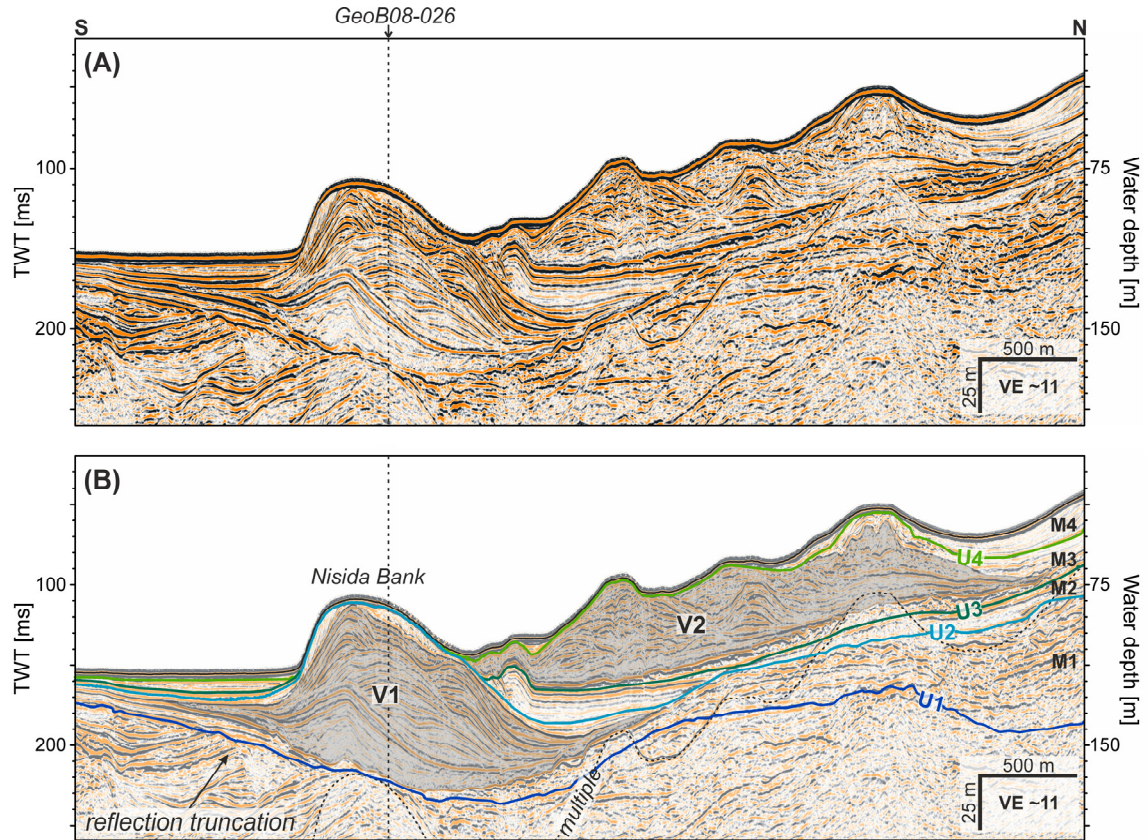 GeoB08-026
S
N
(A)
TWT [ms]
100
200
75
150
Water depth [m]
500 m
25 m
VE ~11
(B)
Nisida Bank
TWT [ms]
100
200
75
150
Water depth [m]
M4
U4
M3
M2
U3
U2
V2
M1
V1
U1
multiple
reflection truncation
500 m
25 m
VE ~11